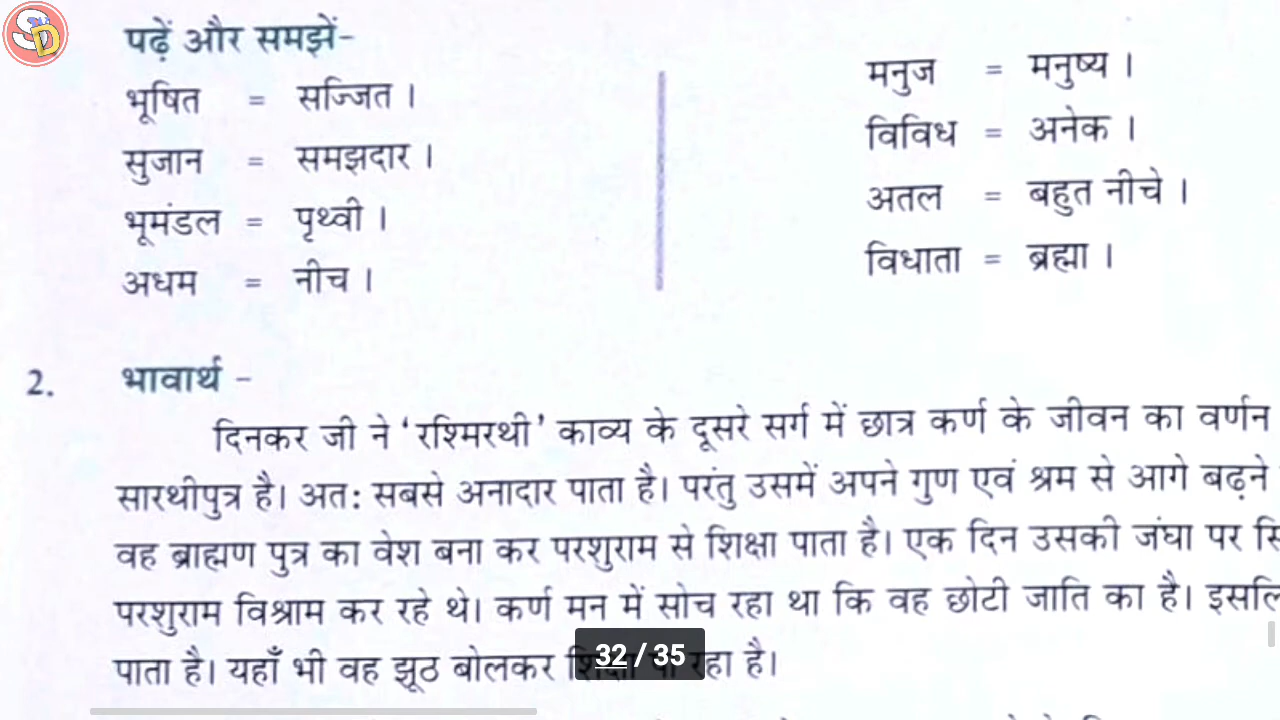 SD
पढ़ें और समझें-
भूषित = सज्जित ।
सुजान = समझदार ।
भूमंडल = पृथ्वी ।
अधम = नीच ।
मनुज = मनुष्य ।
विविध = अनेक ।
अतल = बहुत नीचे ।
विधाता = ब्रह्मा ।
2. भावार्थ -
दिनकर जी ने 'रश्मिरथी' काव्य के दूसरे सर्ग में छात्र कर्ण के जीवन का वर्णन
सारथीपुत्र है। अत: सबसे अनादार पाता है। परंतु उसमें अपने गुण एवं श्रम से आगे बढ़ने
वह ब्राह्मण पुत्र का वेश बना कर परशुराम से शिक्षा पाता है। एक दिन उसकी जंघा पर
परशुराम विश्राम कर रहे थे। कर्ण मन में सोच रहा था कि वह छोटी जाति का है।
पाता है। यहाँ भी वह झूठ बोलकर शिक्षा पा रहा है।
32 / 35